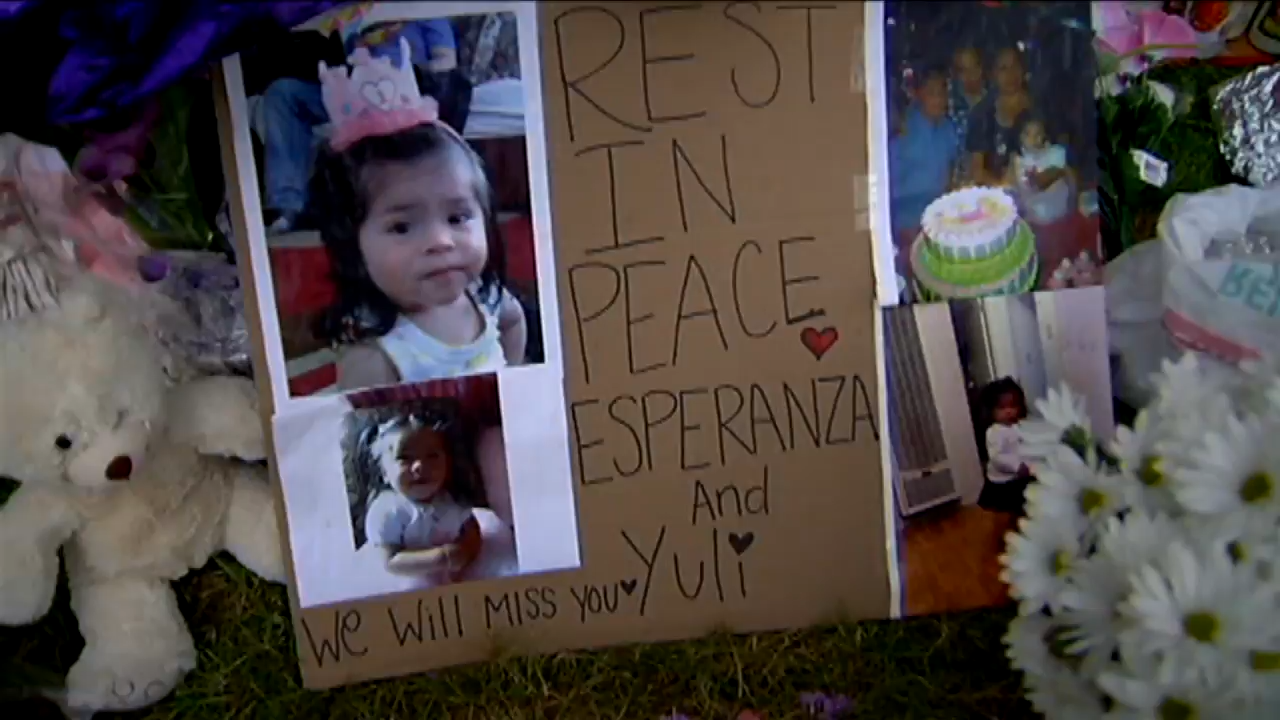 REST
IN
PEACE
ESPERANZA
And
Yuli
We Will MISS YOU